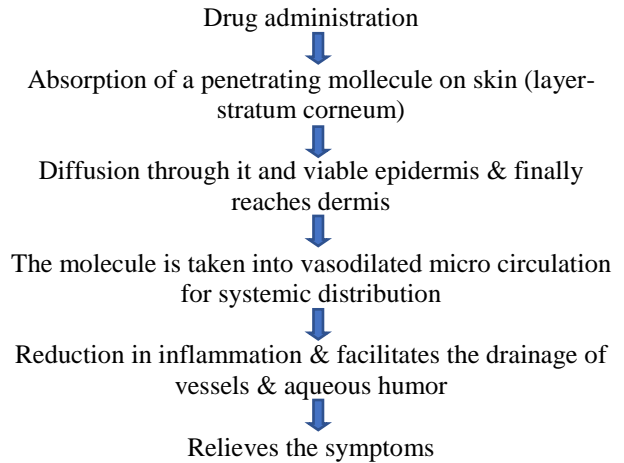 Drug administration
Absorption of a penetrating mollecule on skin (layer-
stratum corneum)
Diffusion through it and viable epidermis & finally
reaches dermis
The molecule is taken into vasodilated micro circulation
for systemic distribution
Reduction in inflammation & facilitates the drainage of
vessels & aqueous humor
Relieves the symptoms